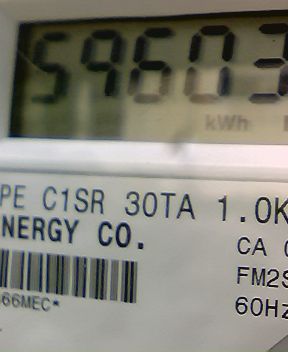 59603
kWh
PE C1SR 30TA 1.0K
NERGY CO.
CA
FM2S
66MEC*
60Hz